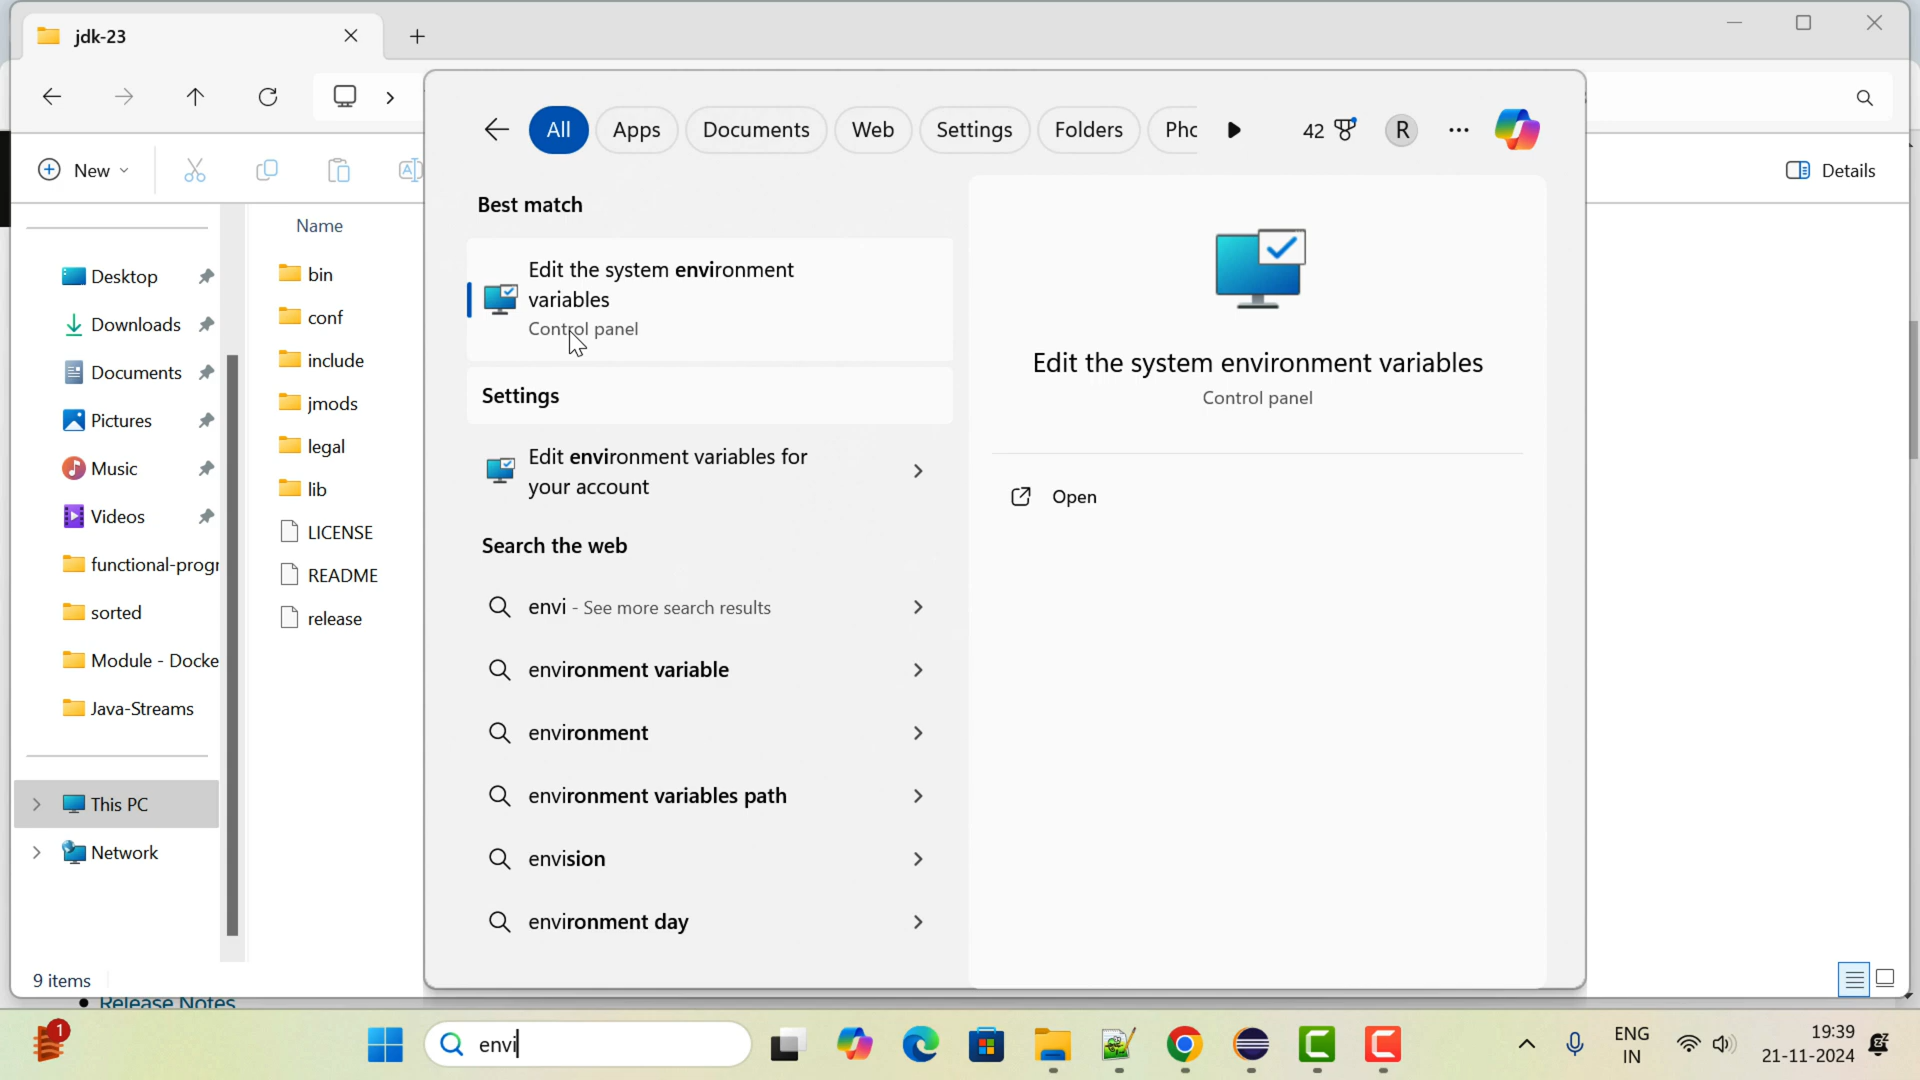 jdk-23
All
Apps
Documents
Web
Settings
Folders
Phc
42
R
New
Details
Name
Desktop
Downloads
Documents
Pictures
Music
Videos
functional-progr
sorted
Module - Docke
Java-Streams
This PC
Network
bin
conf
include
jmods
legal
lib
LICENSE
README
release
Best match
Edit the system environment
variables
Control panel
Settings
Edit environment variables for
your account
Search the web
envi - See more search results
environment variable
environment
environment variables path
envision
environment day
Edit the system environment variables
Control panel
Open
9 items
Release Notes
1
envi
ENG
IN
19:39
21-11-2024